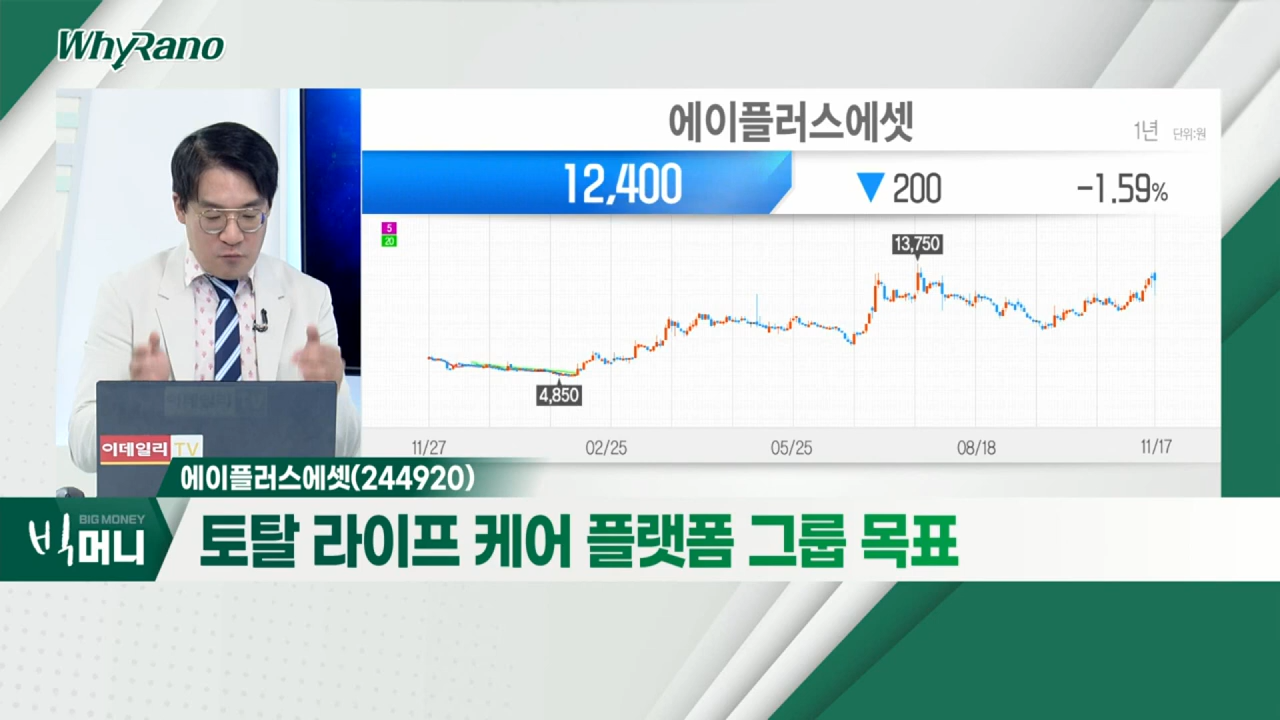 WhyRano
에이플러스에셋
1년 단위:원
12,400
▼200
-1.59%
5
20
13,750
4,850
11/27
02/25
05/25
08/18
11/17
이데일리 TV
에이플러스에셋(244920)
BIG MONEY
빅머니
토탈 라이프 케어 플랫폼 그룹 목표